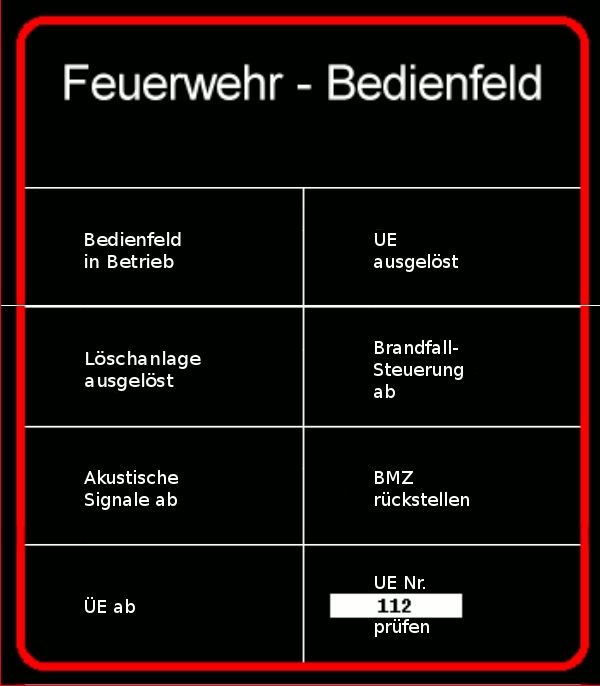 Feuerwehr - Bedienfeld
Bedienfeld
in Betrieb
UE
ausgelöst
Löschanlage
ausgelöst
Brandfall-
Steuerung
ab
Akustische
Signale ab
BMZ
rückstellen
ÜE ab
UE Nr.
112
prüfen